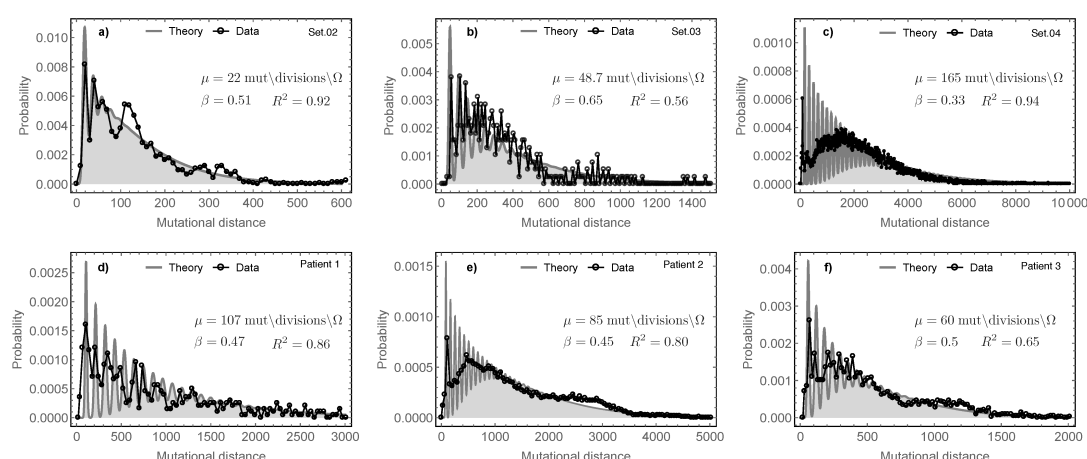 a) Theory Data Set.02
μ = 22 mut\divisions\Ω
β = 0.51 R² = 0.92
Probability
0.010
0.008
0.006
0.004
0.002
0.000
0 100 200 300 400 500 600
Mutational distance
b) Theory Data Set.03
μ = 48.7 mut\divisions\Ω
β = 0.65 R² = 0.56
Probability
0.005
0.004
0.003
0.002
0.001
0.000
0 200 400 600 800 1000 1200 1400
Mutational distance
c) Theory Data Set.04
μ = 165 mut\divisions\Ω
β = 0.33 R² = 0.94
Probability
0.0010
0.0008
0.0006
0.0004
0.0002
0.0000
0 2000 4000 6000 8000 10000
Mutational distance
d) Theory Data Patient 1
μ = 107 mut\divisions\Ω
β = 0.47 R² = 0.86
Probability
0.0025
0.0020
0.0015
0.0010
0.0005
0.0000
0 500 1000 1500 2000 2500 3000
Mutational distance
e) Theory Data Patient 2
μ = 85 mut\divisions\Ω
β = 0.45 R² = 0.80
Probability
0.0015
0.0010
0.0005
0.0000
0 1000 2000 3000 4000 5000
Mutational distance
f) Theory Data Patient 3
μ = 60 mut\divisions\Ω
β = 0.5 R² = 0.65
Probability
0.004
0.003
0.002
0.001
0.000
0 500 1000 1500 2000
Mutational distance